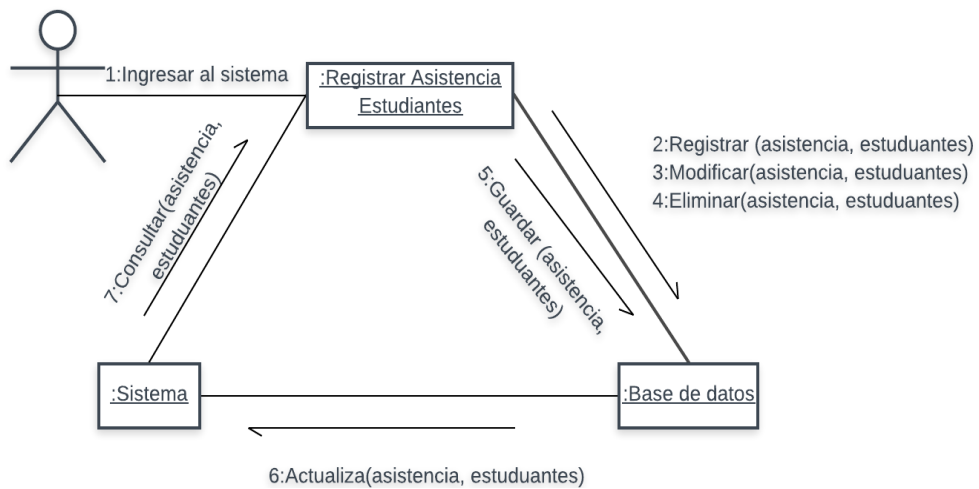 1:Ingresar al sistema
:Registrar Asistencia
Estudiantes
2:Registrar (asistencia, estuduantes)
3:Modificar(asistencia, estuduantes)
4:Eliminar(asistencia, estuduantes)
5:Guardar (asistencia,
estuduantes)
7:Consultar(asistencia,
estuduantes)
:Sistema
:Base de datos
6:Actualiza(asistencia, estuduantes)